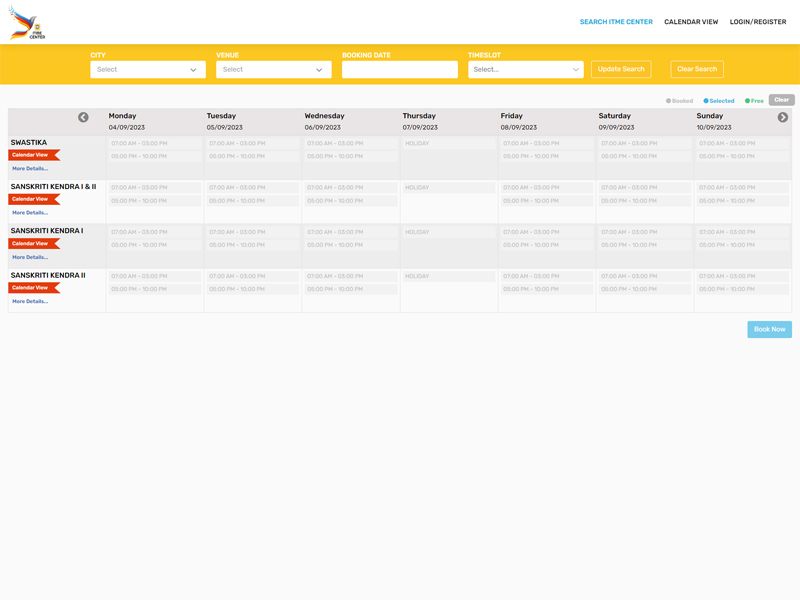 ITME
CENTER
SEARCH ITME CENTER CALENDAR VIEW LOGIN/REGISTER
CITY VENUE BOOKING DATE TIMESLOT
Select Select Select... Update Search Clear Search
Booked Selected Free Clear
Monday Tuesday Wednesday Thursday Friday Saturday Sunday
04/09/2023 05/09/2023 06/09/2023 07/09/2023 08/09/2023 09/09/2023 10/09/2023
SWASTIKA 07:00 AM - 03:00 PM 07:00 AM - 03:00 PM 07:00 AM - 03:00 PM HOLIDAY 07:00 AM - 03:00 PM 07:00 AM - 03:00 PM 07:00 AM - 03:00 PM
Calendar View 05:00 PM - 10:00 PM 05:00 PM - 10:00 PM 05:00 PM - 10:00 PM 05:00 PM - 10:00 PM 05:00 PM - 10:00 PM 05:00 PM - 10:00 PM
More Details...
SANSKRITI KENDRA I & II 07:00 AM - 03:00 PM 07:00 AM - 03:00 PM 07:00 AM - 03:00 PM HOLIDAY 07:00 AM - 03:00 PM 07:00 AM - 03:00 PM 07:00 AM - 03:00 PM
Calendar View 05:00 PM - 10:00 PM 05:00 PM - 10:00 PM 05:00 PM - 10:00 PM 05:00 PM - 10:00 PM 05:00 PM - 10:00 PM 05:00 PM - 10:00 PM
More Details...
SANSKRITI KENDRA I 07:00 AM - 03:00 PM 07:00 AM - 03:00 PM 07:00 AM - 03:00 PM HOLIDAY 07:00 AM - 03:00 PM 07:00 AM - 03:00 PM 07:00 AM - 03:00 PM
Calendar View 05:00 PM - 10:00 PM 05:00 PM - 10:00 PM 05:00 PM - 10:00 PM 05:00 PM - 10:00 PM 05:00 PM - 10:00 PM 05:00 PM - 10:00 PM
More Details...
SANSKRITI KENDRA II 07:00 AM - 03:00 PM 07:00 AM - 03:00 PM 07:00 AM - 03:00 PM HOLIDAY 07:00 AM - 03:00 PM 07:00 AM - 03:00 PM 07:00 AM - 03:00 PM
Calendar View 05:00 PM - 10:00 PM 05:00 PM - 10:00 PM 05:00 PM - 10:00 PM 05:00 PM - 10:00 PM 05:00 PM - 10:00 PM 05:00 PM - 10:00 PM
More Details...
Book Now